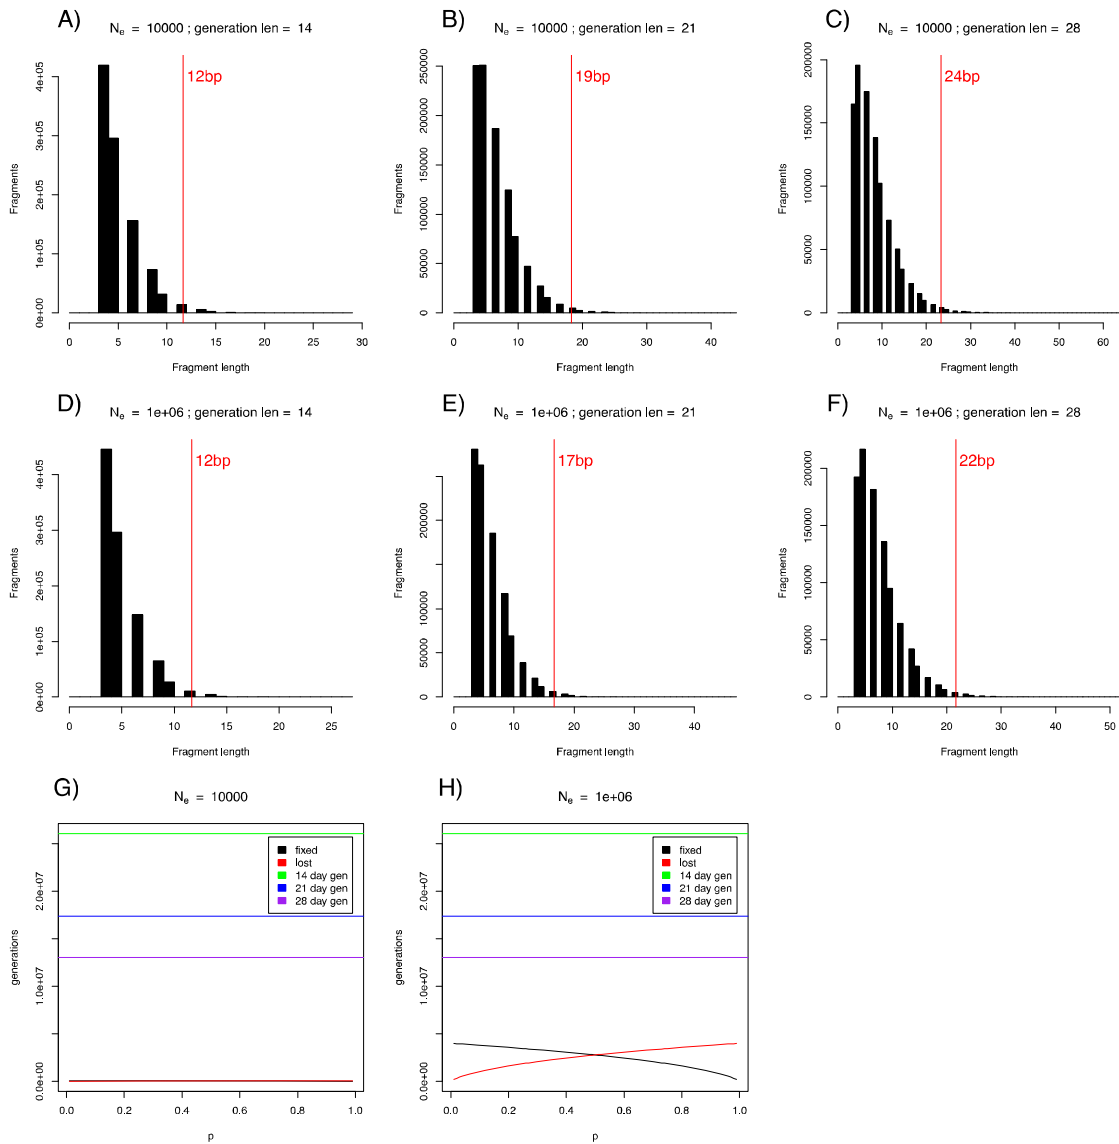 A)
N_e = 10000 ; generation len = 14
12bp
Fragments
0e+00 1e+05 2e+05 3e+05 4e+05
0 5 10 15 20 25 30
Fragment length
B)
N_e = 10000 ; generation len = 21
19bp
Fragments
0 50000 100000 150000 200000 250000
0 10 20 30 40
Fragment length
C)
N_e = 10000 ; generation len = 28
24bp
Fragments
0 50000 100000 150000 200000
0 10 20 30 40 50 60
Fragment length
D)
N_e = 1e+06 ; generation len = 14
12bp
Fragments
0e+00 1e+05 2e+05 3e+05 4e+05
0 5 10 15 20 25
Fragment length
E)
N_e = 1e+06 ; generation len = 21
17bp
Fragments
0 50000 100000 200000
0 10 20 30 40
Fragment length
F)
N_e = 1e+06 ; generation len = 28
22bp
Fragments
0 50000 100000 150000 200000
0 10 20 30 40 50
Fragment length
G)
N_e = 10000
fixed
lost
14 day gen
21 day gen
28 day gen
generations
0.0e+00 1.0e+07 2.0e+07
0.0 0.2 0.4 0.6 0.8 1.0
p
H)
N_e = 1e+06
fixed
lost
14 day gen
21 day gen
28 day gen
generations
0.0e+00 1.0e+07 2.0e+07
0.0 0.2 0.4 0.6 0.8 1.0
p